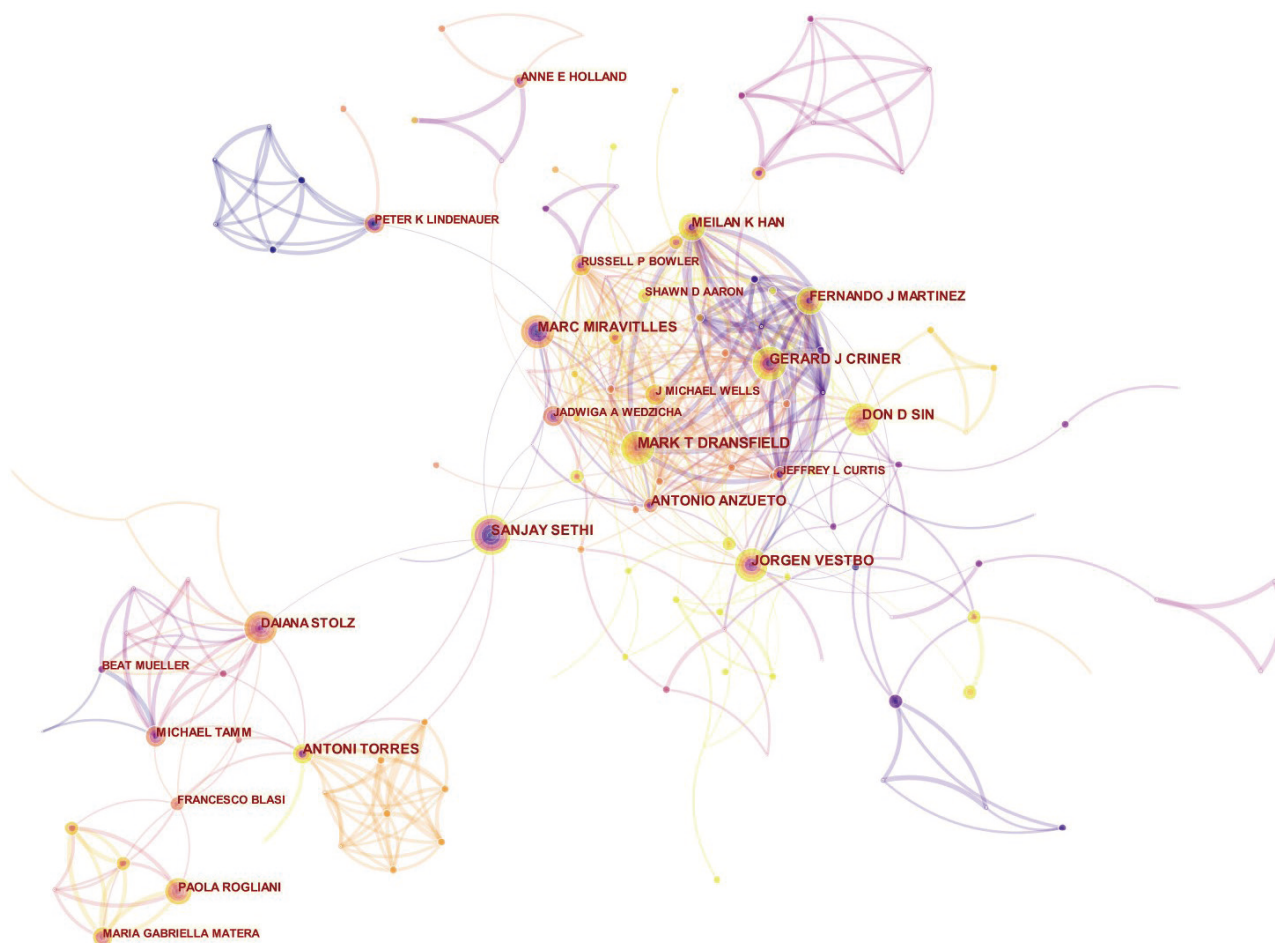 ANNE E HOLLAND
PETER K LINDENAUER
MEILAN K HAN
RUSSELL P BOWLER
SHAWN D AARON
FERNANDO J MARTINEZ
MARC MIRAVITLLES
GERARD J CRINER
J MICHAEL WELLS
JADWIGA A WEDZICHA
DON D SIN
MARK T DRANSFIELD
JEFFREY L CURTIS
ANTONIO ANZUETO
SANJAY SETHI
JORGEN VESTBO
DAIANA STOLZ
BEAT MUELLER
MICHAEL TAMM
ANTONI TORRES
FRANCESCO BLASI
PAOLA ROGLIANI
MARIA GABRIELLA MATERA